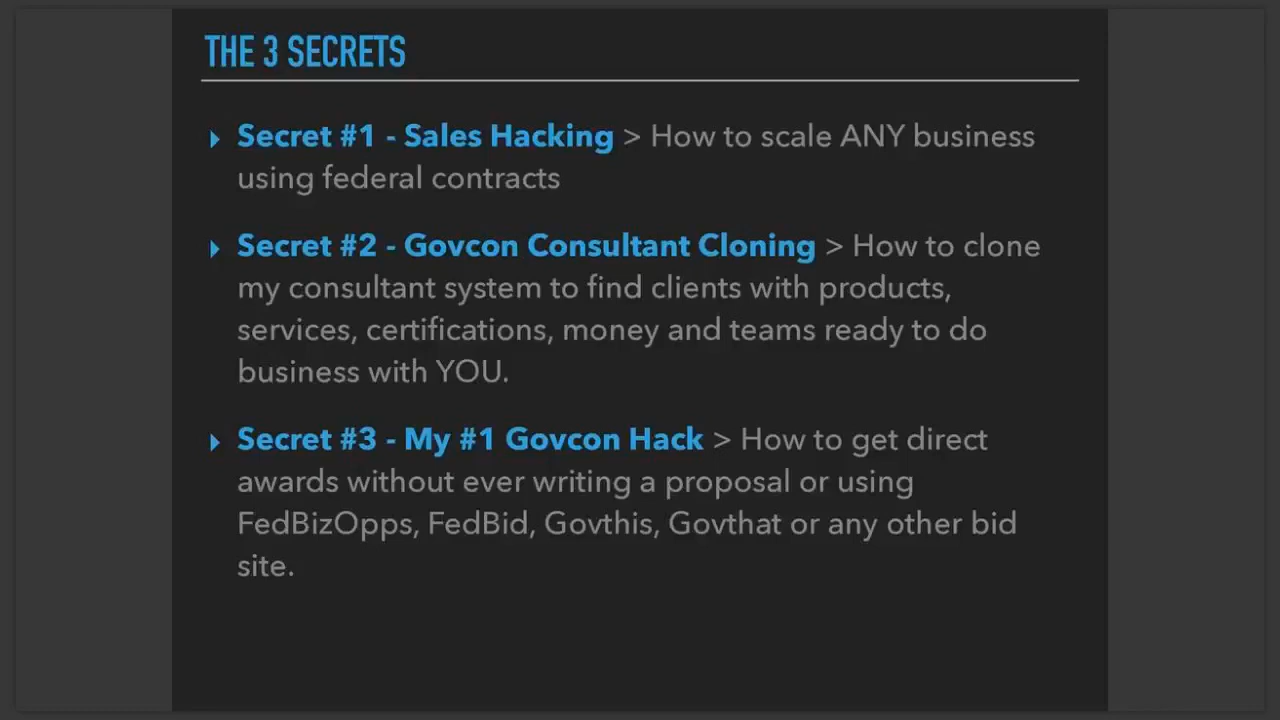 THE 3 SECRETS
Secret #1 - Sales Hacking > How to scale ANY business
using federal contracts
Secret #2 - Govcon Consultant Cloning > How to clone
my consultant system to find clients with products,
services, certifications, money and teams ready to do
business with YOU.
Secret #3 - My #1 Govcon Hack > How to get direct
awards without ever writing a proposal or using
FedBizOpps, FedBid, Govthis, Govthat or any other bid
site.